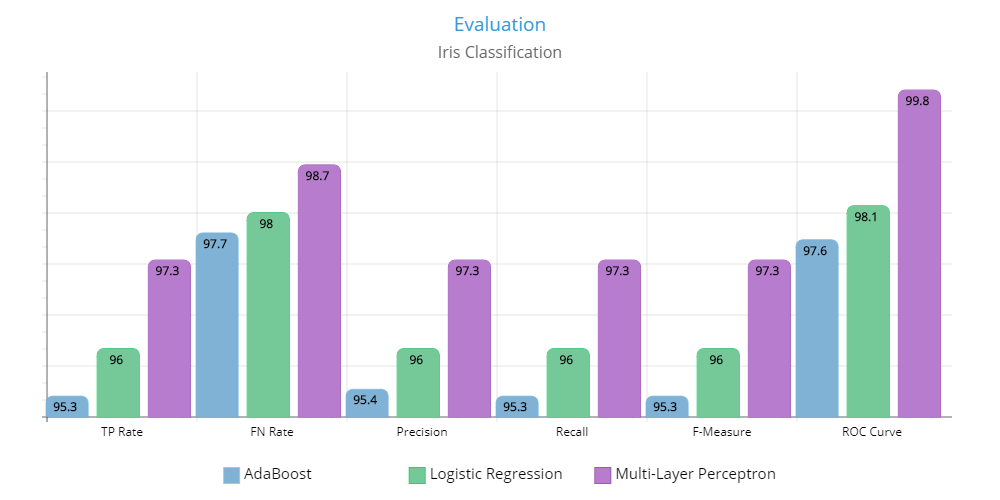 Evaluation
Iris Classification
95.3
96
97.3
97.7
98
98.7
95.4
96
97.3
95.3
96
97.3
95.3
96
97.3
97.6
98.1
99.8
TP Rate
FN Rate
Precision
Recall
F-Measure
ROC Curve
AdaBoost
Logistic Regression
Multi-Layer Perceptron